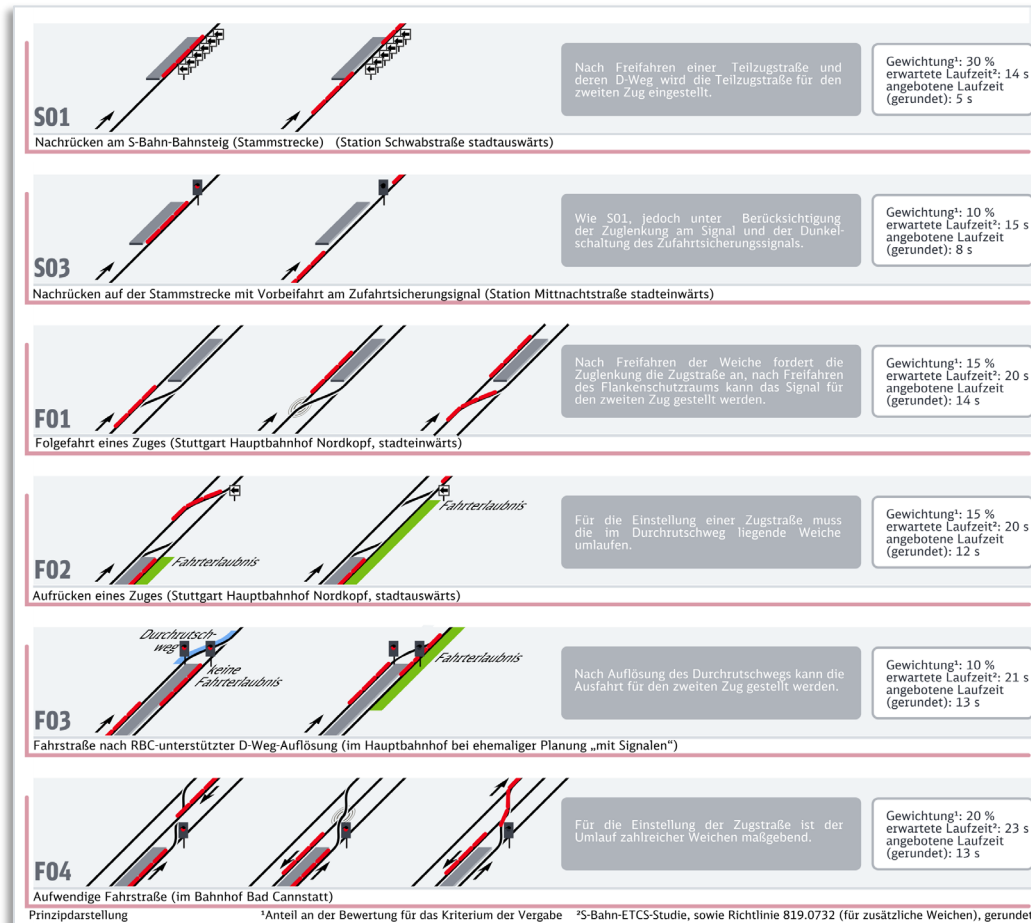 Nach Freifahren einer Teilzugstraße und
deren D-Weg wird die Teilzugstraße für den
zweiten Zug eingestellt.
Gewichtung¹: 30 %
erwartete Laufzeit²: 14 s
angebotene Laufzeit
(gerundet): 5 s
S01
Nachrücken am S-Bahn-Bahnsteig (Stammstrecke) (Station Schwabstraße stadtauswärts)
Wie S01, jedoch unter Berücksichtigung
der Zuglenkung am Signal und der Dunkel-
schaltung des Zufahrtsicherungssignals.
Gewichtung¹: 10 %
erwartete Laufzeit²: 15 s
angebotene Laufzeit
(gerundet): 8 s
S03
Nachrücken auf der Stammstrecke mit Vorbeifahrt am Zufahrtsicherungsignal (Station Mittnachtstraße stadteinwärts)
Nach Freifahren der Weiche fordert die
Zuglenkung die Zugstraße an, nach Freifahren
des Flankenschutzraums kann das Signal für
den zweiten Zug gestellt werden.
Gewichtung¹: 15 %
erwartete Laufzeit²: 20 s
angebotene Laufzeit
(gerundet): 14 s
F01
Folgefahrt eines Zuges (Stuttgart Hauptbahnhof Nordkopf, stadteinwärts)
Fahrterlaubnis
Fahrterlaubnis
Für die Einstellung einer Zugstraße muss
die im Durchrutschweg liegende Weiche
umlaufen.
Gewichtung¹: 15 %
erwartete Laufzeit²: 20 s
angebotene Laufzeit
(gerundet): 12 s
F02
Aufrücken eines Zuges (Stuttgart Hauptbahnhof Nordkopf, stadtauswärts)
Durchrutsch-
weg
keine
Fahrterlaubnis
Fahrterlaubnis
Nach Auflösung des Durchrutschwegs kann die
Ausfahrt für den zweiten Zug gestellt werden.
Gewichtung¹: 10 %
erwartete Laufzeit²: 21 s
angebotene Laufzeit
(gerundet): 13 s
F03
Fahrstraße nach RBC-unterstützter D-Weg-Auflösung (im Hauptbahnhof bei ehemaliger Planung „mit Signalen“)
Für die Einstellung der Zugstraße ist der
Umlauf zahlreicher Weichen maßgebend.
Gewichtung¹: 20 %
erwartete Laufzeit²: 23 s
angebotene Laufzeit
(gerundet): 13 s
F04
Aufwendige Fahrstraße (im Bahnhof Bad Cannstatt)
Prinzipdarstellung ¹Anteil an der Bewertung für das Kriterium der Vergabe ²S-Bahn-ETCS-Studie, sowie Richtlinie 819.0732 (für zusätzliche Weichen), gerundet